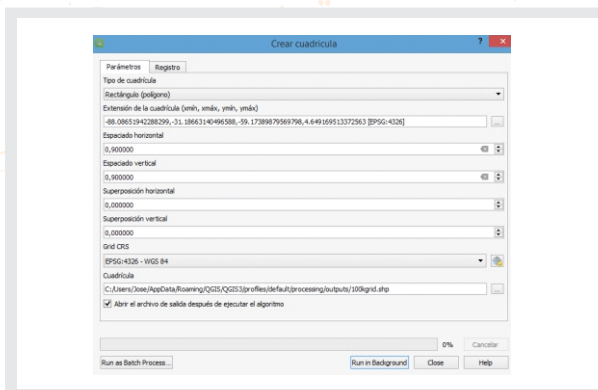 Crear cuadrícula
? ×
Parámetros Registro
Tipo de cuadrícula
Rectángulo (polígono)
Extensión de la cuadrícula (xmín, xmáx, ymín, ymáx)
-88.08651942288299,-31.18663140496588,-59.17389879569798,4.649169513372563 [EPSG:4326]
...
Espaciado horizontal
0,900000
Espaciado vertical
0,900000
Superposición horizontal
0,000000
Superposición vertical
0,000000
Grid CRS
EPSG:4326 - WGS 84
Cuadrícula
C:/Users/Jose/AppData/Roaming/QGIS/QGIS3/profiles/default/processing/outputs/100kgrid.shp
...
Abrir el archivo de salida después de ejecutar el algoritmo
0% Cancelar
Run as Batch Process... Run in Background Close Help